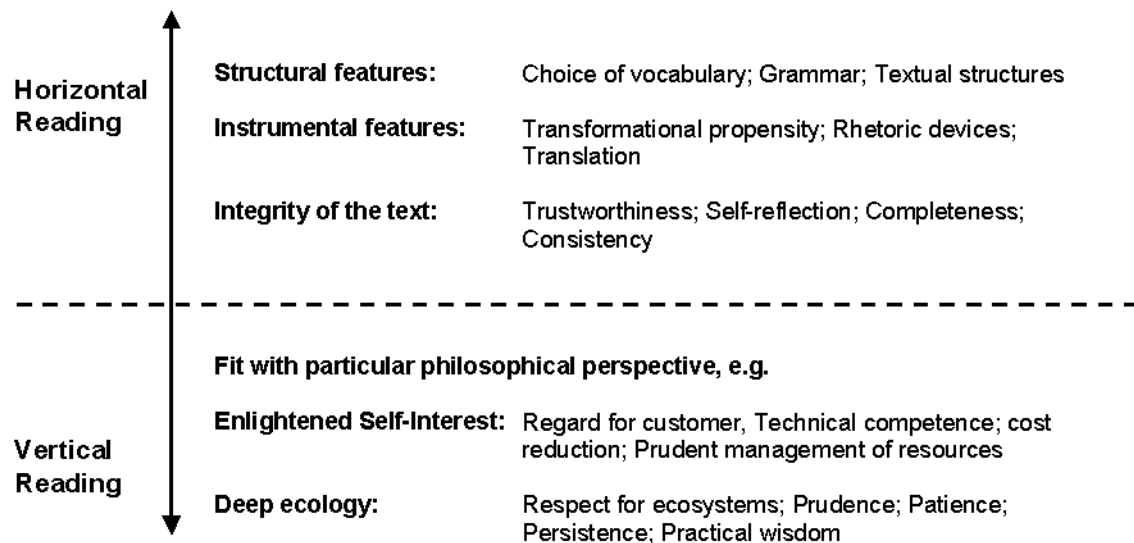 Horizontal
Reading
Structural features: Choice of vocabulary; Grammar; Textual structures
Instrumental features: Transformational propensity; Rhetoric devices;
Translation
Integrity of the text: Trustworthiness; Self-reflection; Completeness;
Consistency
Vertical
Reading
Fit with particular philosophical perspective, e.g.
Enlightened Self-Interest: Regard for customer, Technical competence; cost
reduction; Prudent management of resources
Deep ecology: Respect for ecosystems; Prudence; Patience;
Persistence; Practical wisdom